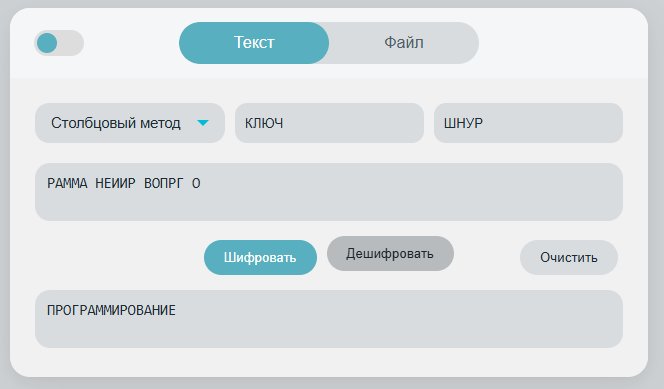 Текст Файл
Столбцовый метод КЛЮЧ ШНУР
РАММА НЕИИР ВОПРГ О
Шифровать Дешифровать Очистить
ПРОГРАММИРОВАНИЕ